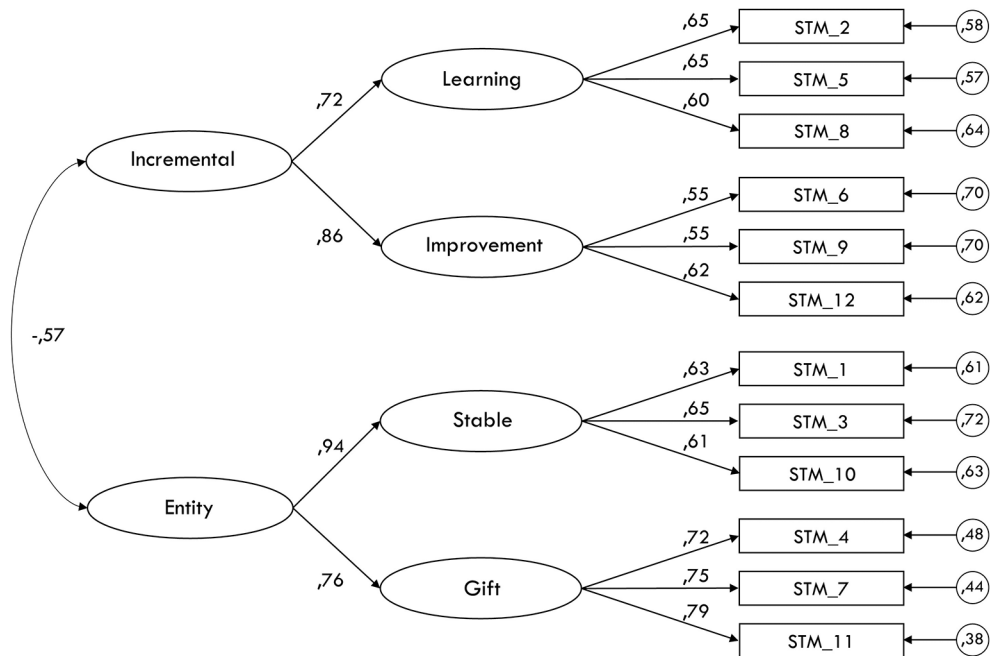 ,65
STM_2
,58
Learning
,65
STM_5
,57
,72
,60
STM_8
,64
Incremental
,55
STM_6
,70
,86
Improvement
,55
STM_9
,70
,62
STM_12
,62
-,57
,63
STM_1
,61
Stable
,65
STM_3
,72
,94
,61
STM_10
,63
Entity
,72
STM_4
,48
,76
Gift
,75
STM_7
,44
,79
STM_11
,38